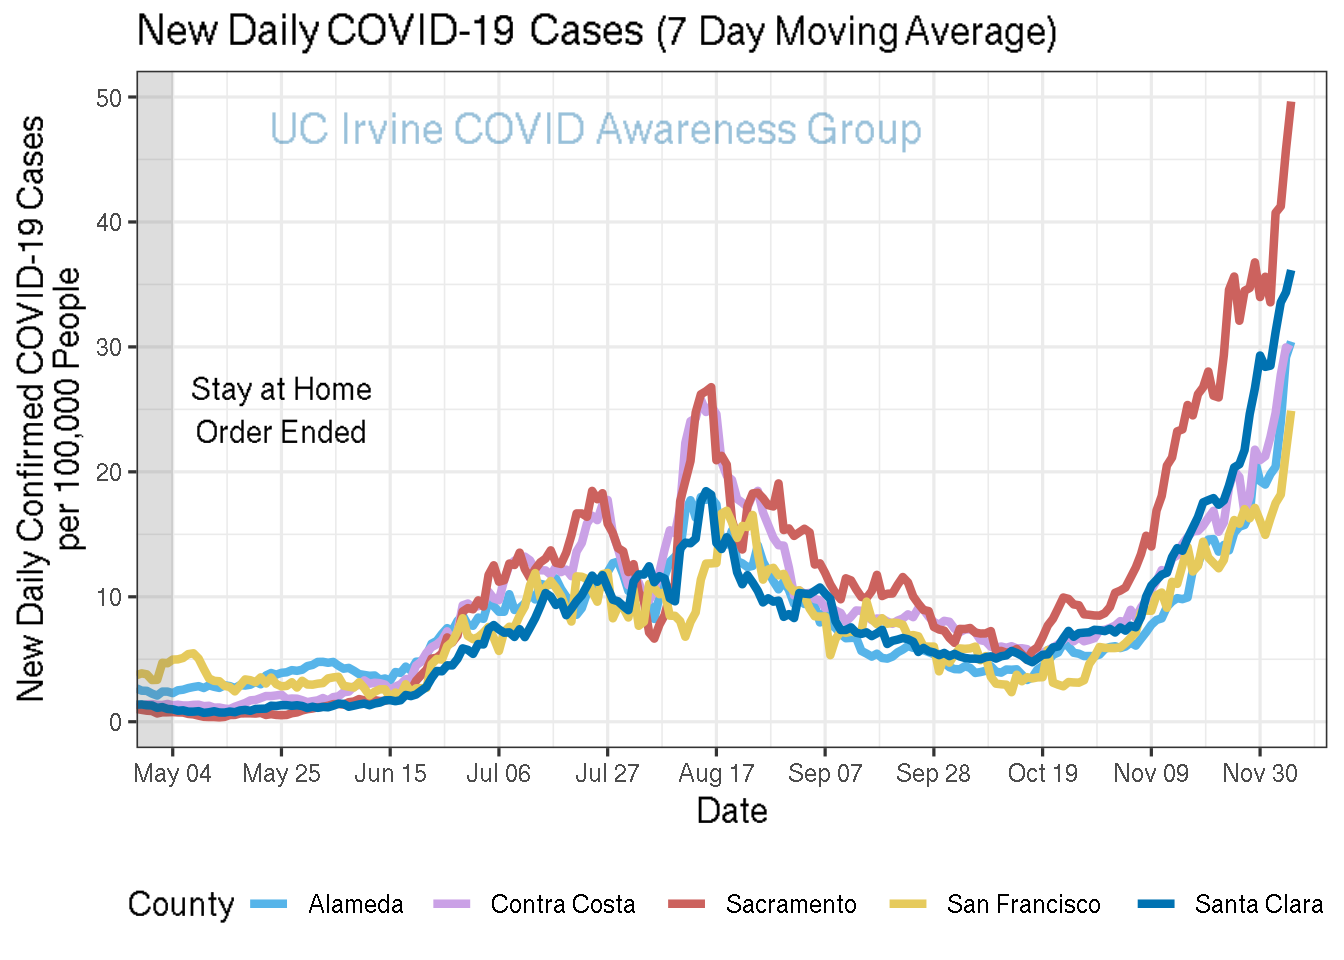 New Daily COVID-19 Cases (7 Day Moving Average)
UC Irvine COVID Awareness Group
Stay at Home
Order Ended
New Daily Confirmed COVID-19 Cases
per 100,000 People
50
40
30
20
10
0
May 04 May 25 Jun 15 Jul 06 Jul 27 Aug 17 Sep 07 Sep 28 Oct 19 Nov 09 Nov 30
Date
County Alameda Contra Costa Sacramento San Francisco Santa Clara